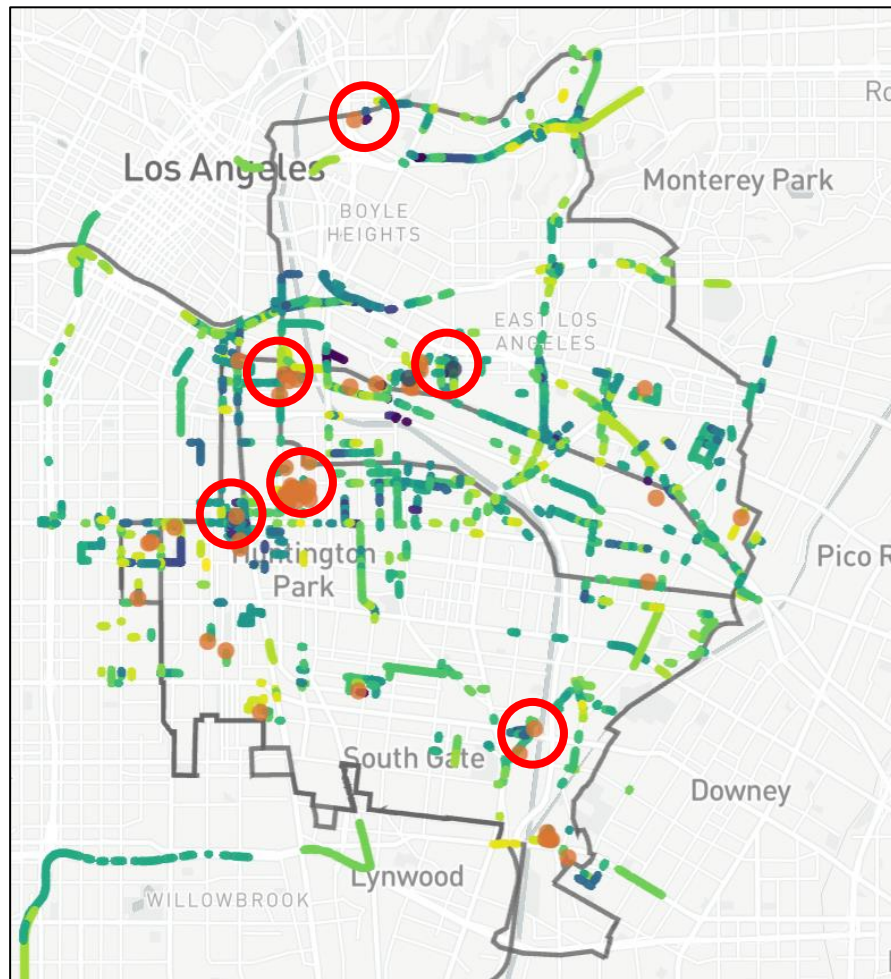 Ro
Los Angeles
Monterey Park
BOYLE
HEIGHTS
EAST LOS
ANGELES
Huntington
Park
Pico R
South Gate
Downey
Lynwood
WILLOWBROOK